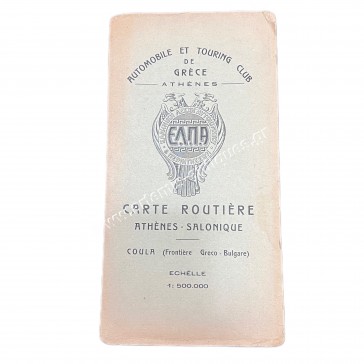 AUTOMOBILE ET TOURING CLUB
DE
GRÈCE
ATHÈNES
ΕΛΠΑ
CARTE ROUTIÈRE
ATHÈNES - SALONIQUE
COULA (Frontière Greco - Bulgare)
ECHÉLLE
1: 500.000